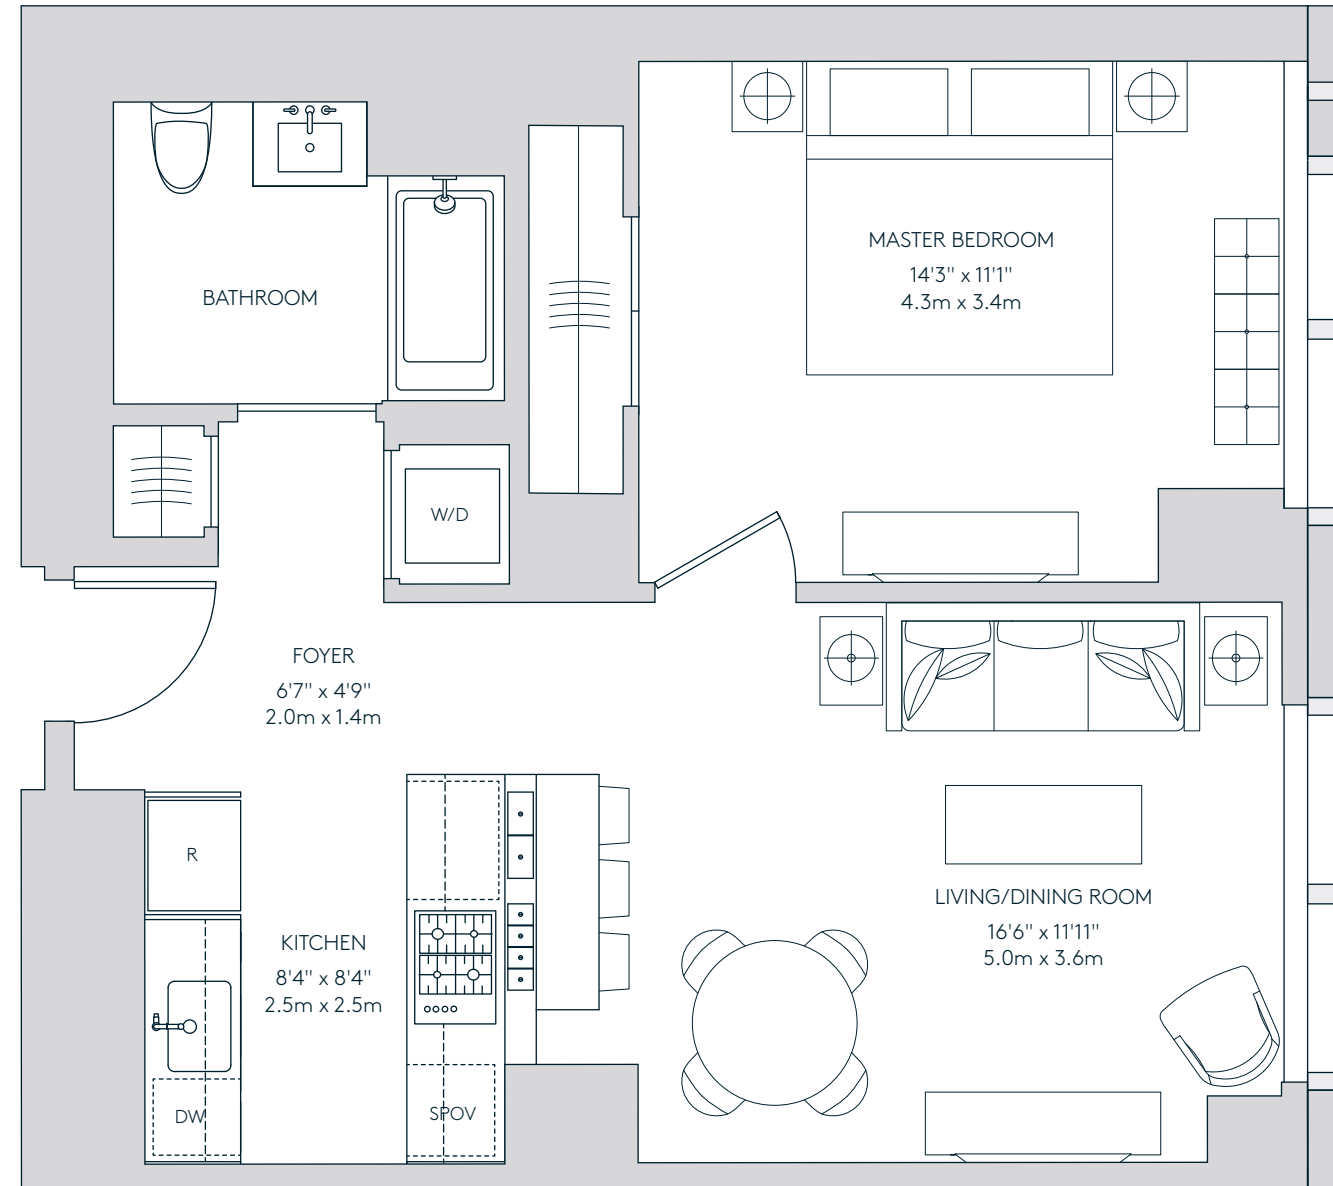 MASTER BEDROOM
14'3" x 11'1"
4.3m x 3.4m
BATHROOM
W/D
FOYER
6'7" x 4'9"
2.0m x 1.4m
R
LIVING/DINING ROOM
16'6" x 11'11"
5.0m x 3.6m
KITCHEN
8'4" x 8'4"
2.5m x 2.5m
DW
SPOV